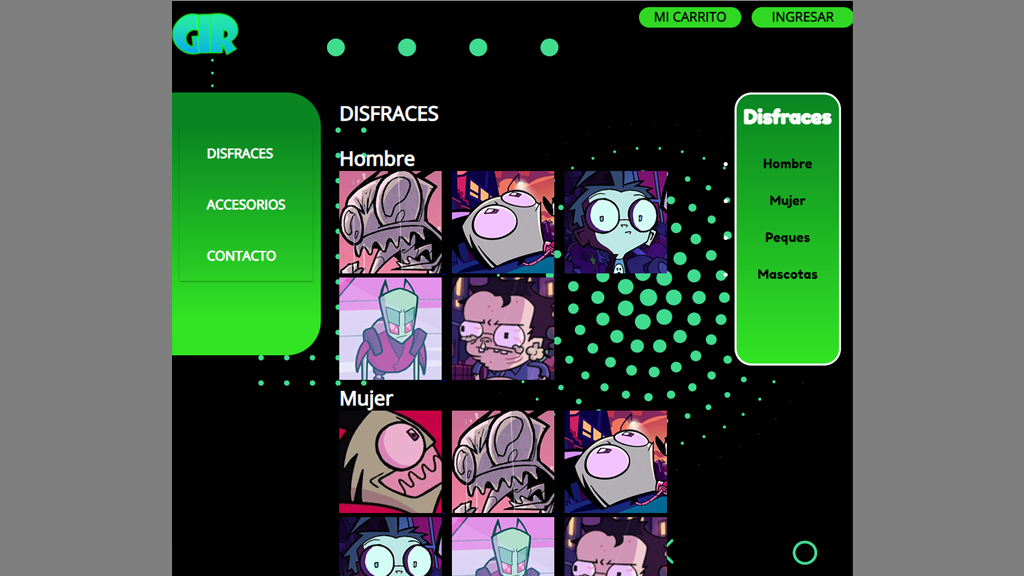 GIR
MI CARRITO
INGRESAR
DISFRACES
ACCESORIOS
CONTACTO
DISFRACES
Hombre
Mujer
Disfraces
Hombre
Mujer
Peques
Mascotas